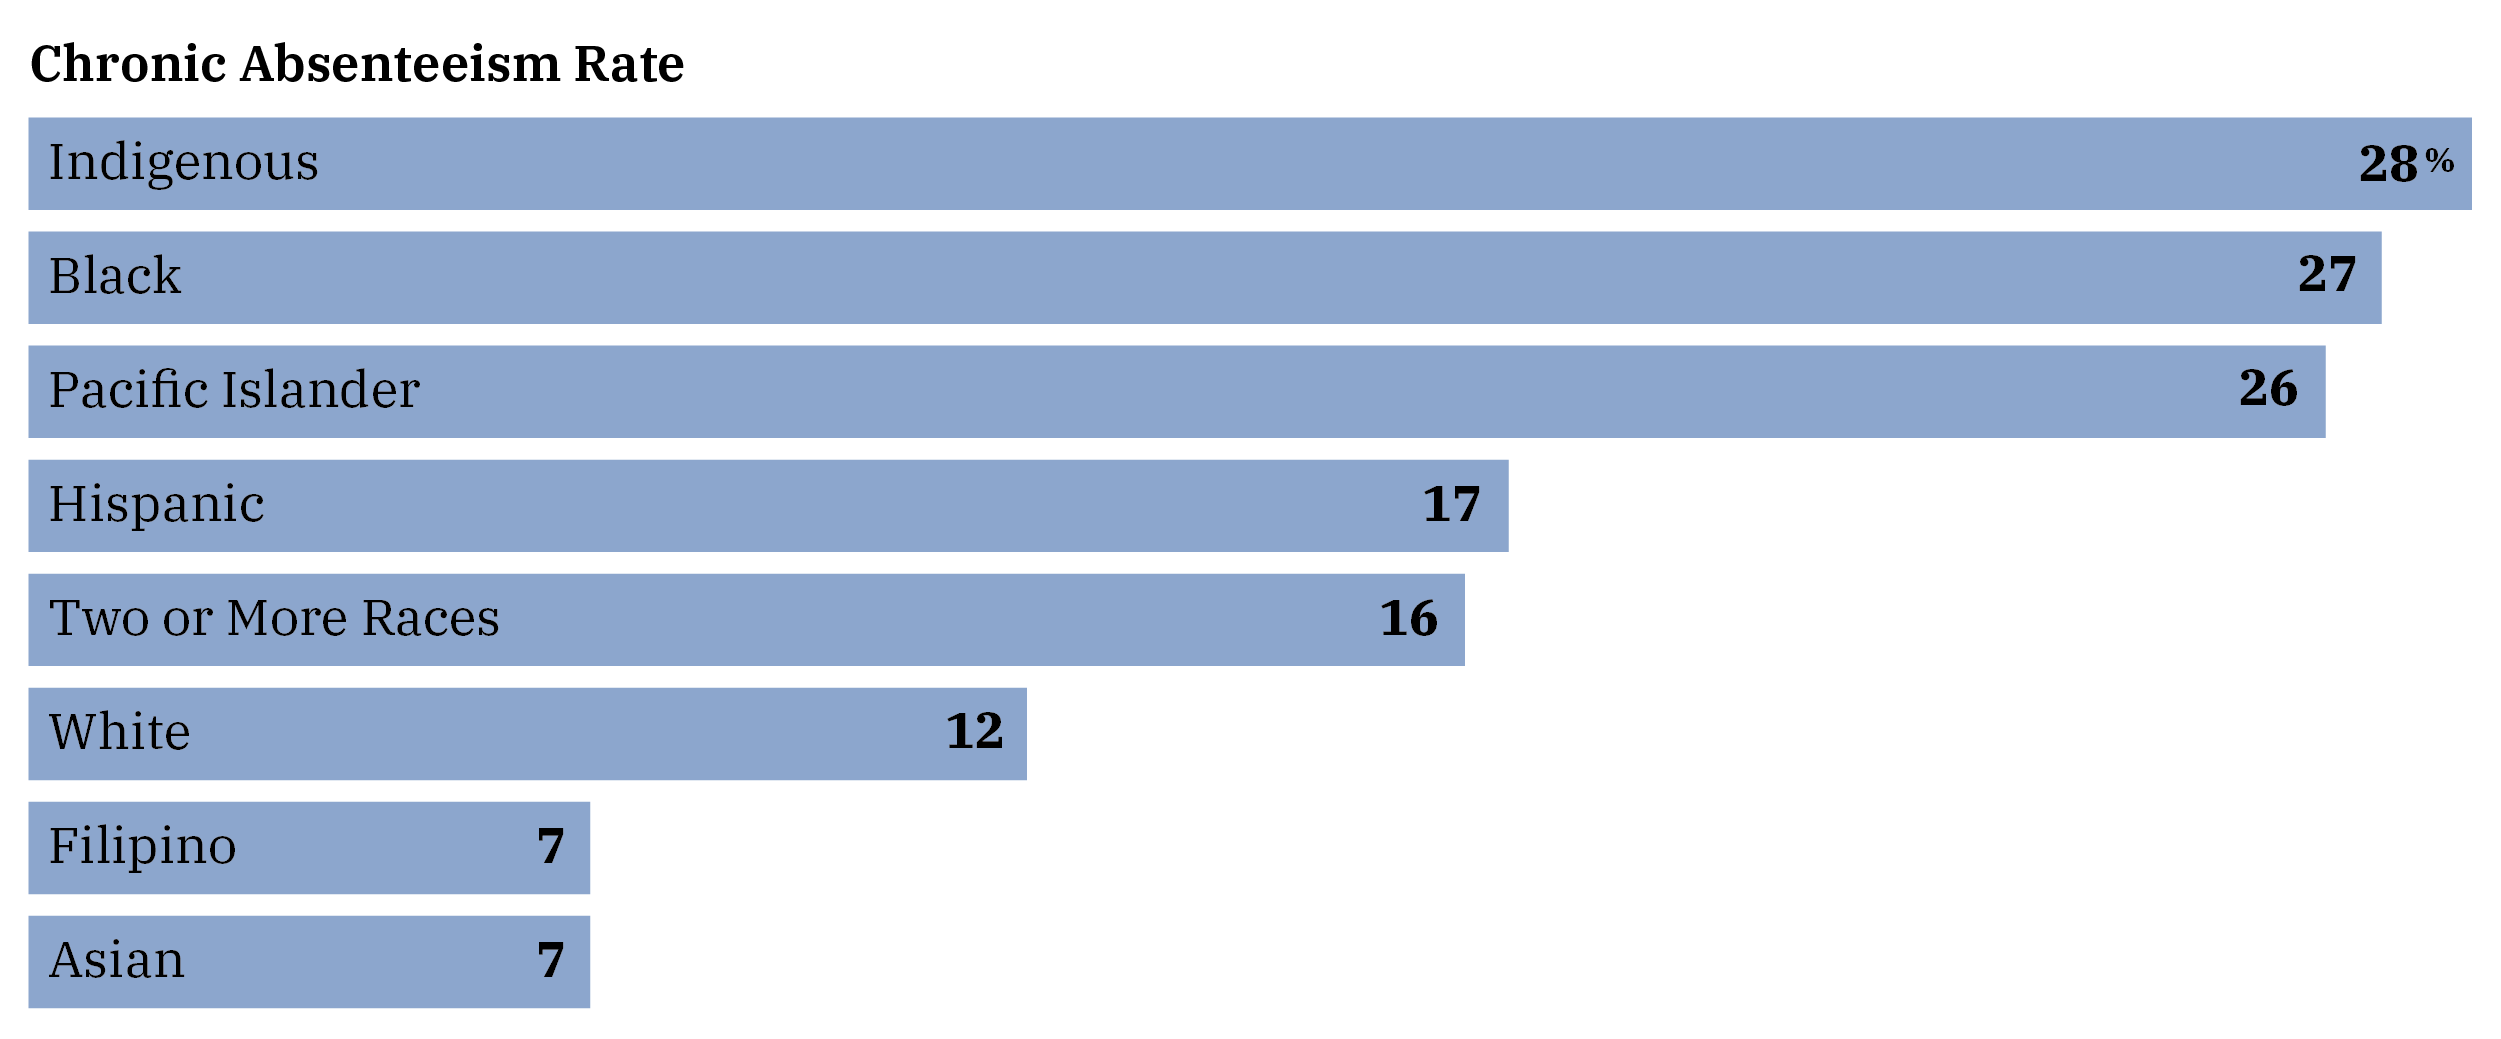 Chronic Absenteeism Rate
Indigenous 28%
Black 27
Pacific Islander 26
Hispanic 17
Two or More Races 16
White 12
Filipino 7
Asian 7